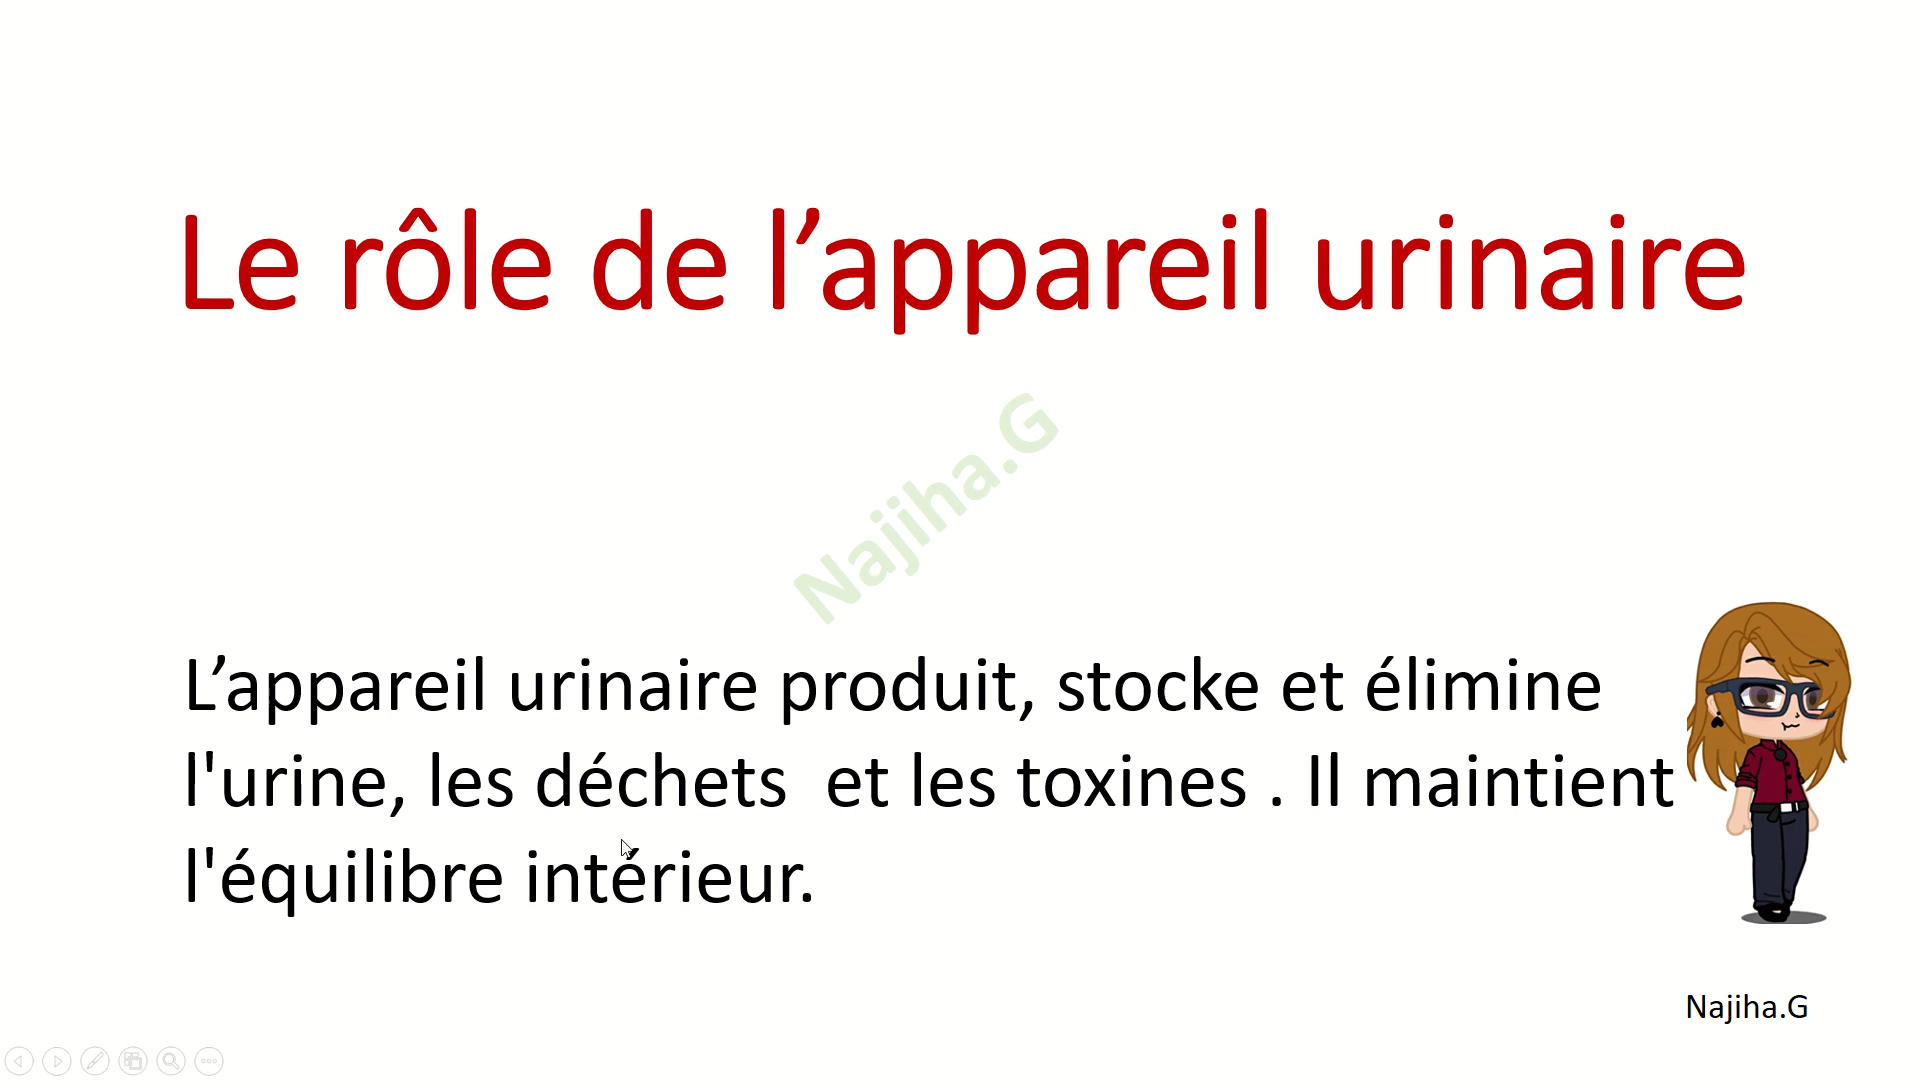 Le rôle de l’appareil urinaire
Najiha.G
L’appareil urinaire produit, stocke et élimine
l'urine, les déchets  et les toxines . Il maintient
l'équilibre intérieur.
Najiha.G